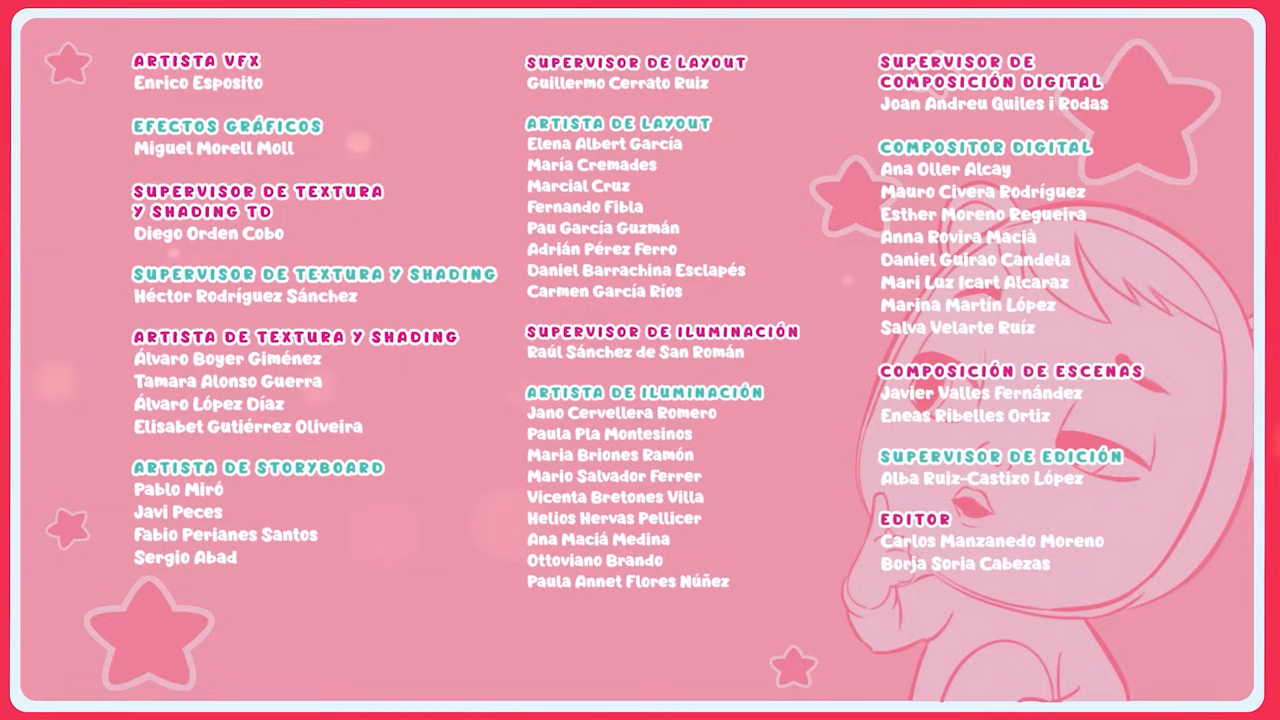 ARTISTA VFX
Enrico Esposito
EFECTOS GRÁFICOS
Miguel Morell Moll
SUPERVISOR DE TEXTURA
Y SHADING TD
Diego Orden Cobo
SUPERVISOR DE TEXTURA Y SHADING
Héctor Rodríguez Sánchez
ARTISTA DE TEXTURA Y SHADING
Álvaro Boyer Giménez
Tamara Alonso Guerra
Álvaro López Díaz
Elisabet Gutiérrez Oliveira
ARTISTA DE STORYBOARD
Pablo Miró
Javi Peces
Fabio Perianes Santos
Sergio Abad
SUPERVISOR DE LAYOUT
Guillermo Cerrato Ruiz
ARTISTA DE LAYOUT
Elena Albert García
María Cremades
Marcial Cruz
Fernando Fibla
Pau García Guzmán
Adrián Pérez Ferro
Daniel Barrachina Esclapés
Carmen García Ríos
SUPERVISOR DE ILUMINACIÓN
Raúl Sánchez de San Román
ARTISTA DE ILUMINACIÓN
Jano Cervellera Romero
Paula Pla Montesinos
Maria Briones Ramón
Mario Salvador Ferrer
Vicenta Bretones Villa
Helios Hervas Pellicer
Ana Maciá Medina
Ottoviano Brando
Paula Annet Flores Núñez
SUPERVISOR DE
COMPOSICIÓN DIGITAL
Joan Andreu Quiles i Rodas
COMPOSITOR DIGITAL
Ana Oller Alcay
Mauro Civera Rodríguez
Esther Moreno Regueira
Anna Rovira Macià
Daniel Guirao Candela
Mari Luz Icart Alcaraz
Marina Martín López
Salva Velarte Ruíz
COMPOSICIÓN DE ESCENAS
Javier Valles Fernández
Eneas Ribelles Ortiz
SUPERVISOR DE EDICIÓN
Alba Ruiz-Castizo López
EDITOR
Carlos Manzanedo Moreno
Borja Soria Cabezas